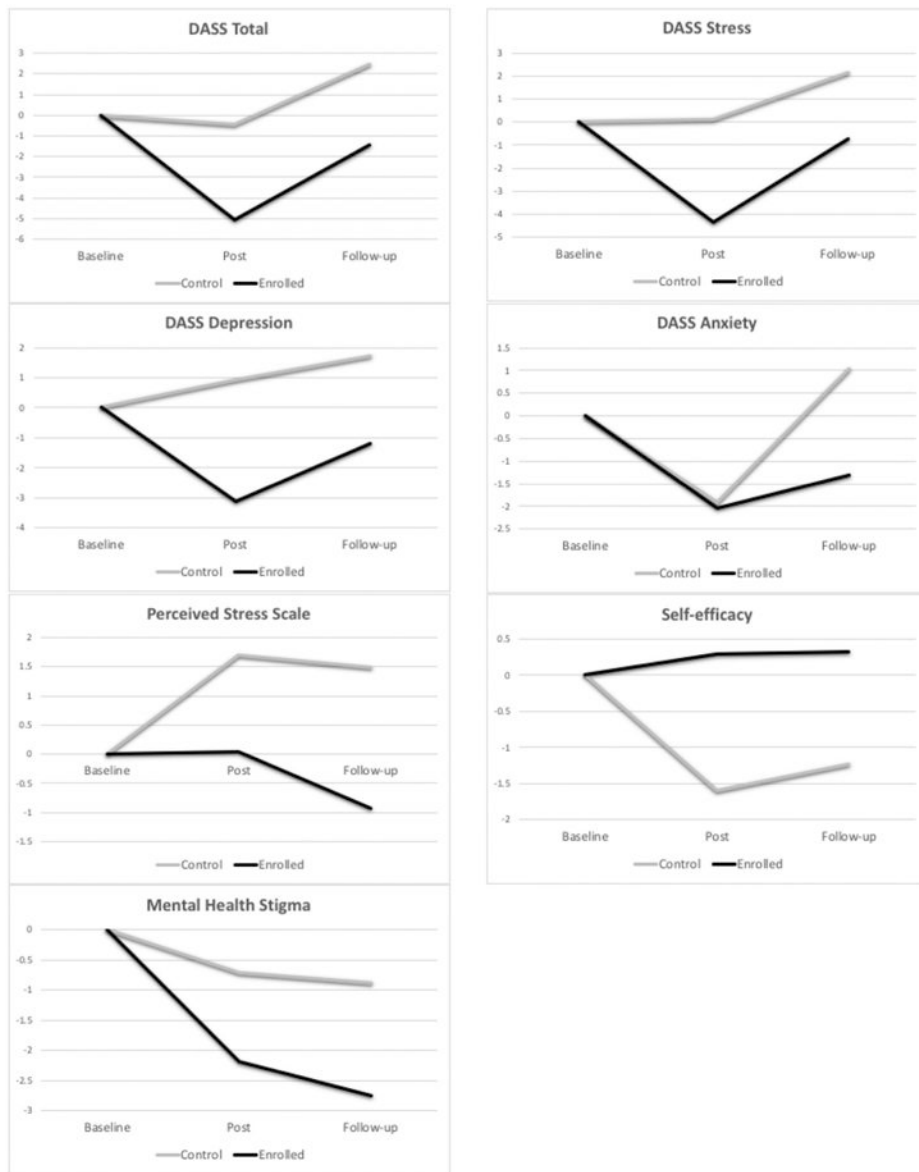 DASS Total
3
2
1
0
-1
-2
-3
-4
-5
-6
Baseline Post Follow-up
Control Enrolled
DASS Stress
3
2
1
0
-1
-2
-3
-4
-5
Baseline Post Follow-up
Control Enrolled
DASS Depression
2
1
0
-1
-2
-3
-4
Baseline Post Follow-up
Control Enrolled
DASS Anxiety
1.5
1
0.5
0
-0.5
-1
-1.5
-2
-2.5
Baseline Post Follow-up
Control Enrolled
Perceived Stress Scale
2
1.5
1
0.5
0
Baseline Post Follow-up
-0.5
-1
-1.5
Control Enrolled
Self-efficacy
0.5
0
-0.5
-1
-1.5
-2
Baseline Post Follow-up
Control Enrolled
Mental Health Stigma
0
-0.5
-1
-1.5
-2
-2.5
-3
Baseline Post Follow-up
Control Enrolled